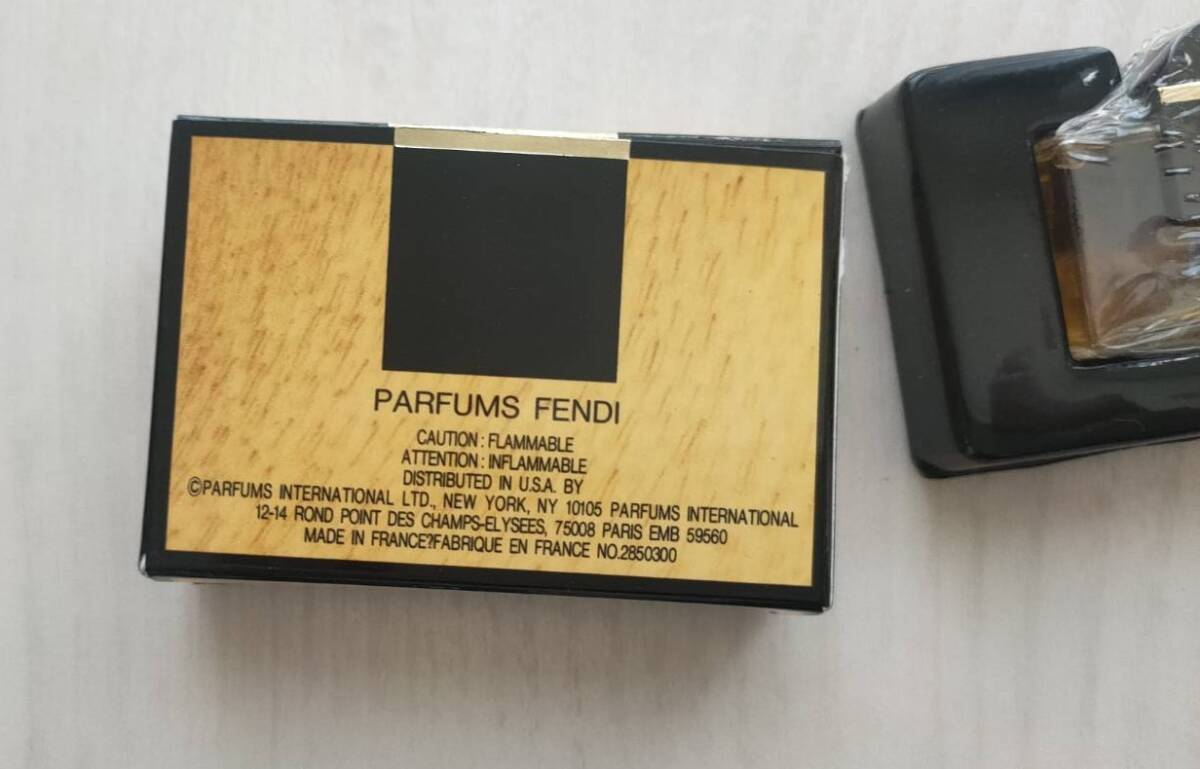 PARFUMS FENDI
CAUTION : FLAMMABLE
ATTENTION : INFLAMMABLE
DISTRIBUTED IN U.S.A. BY
©PARFUMS INTERNATIONAL LTD., NEW YORK, NY 10105 PARFUMS INTERNATIONAL
12-14 ROND POINT DES CHAMPS-ELYSEES, 75008 PARIS EMB 59560
MADE IN FRANCE?FABRIQUE EN FRANCE NO.2850300